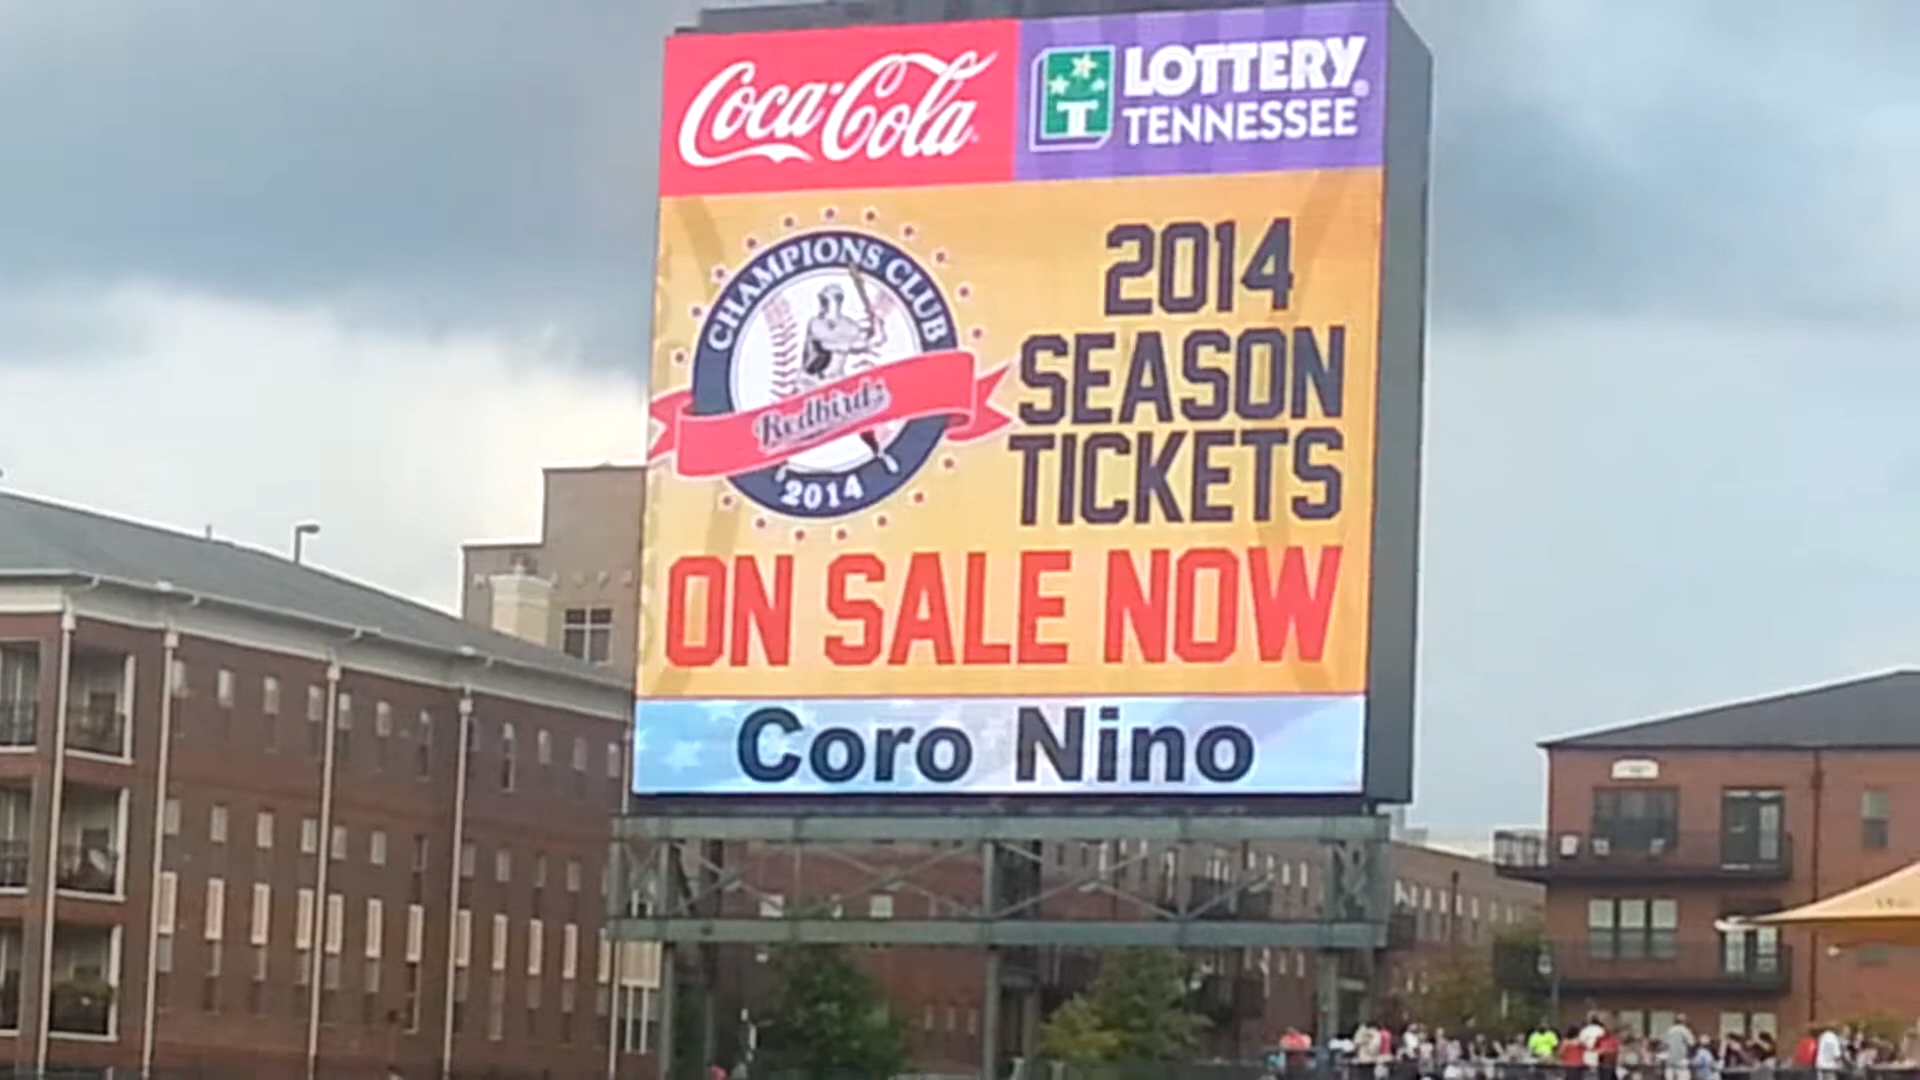 Coca-Cola
LOTTERY
TENNESSEE
T
CHAMPIONS CLUB
Redbirds
2014
2014
SEASON
TICKETS
ON SALE NOW
Coro Nino